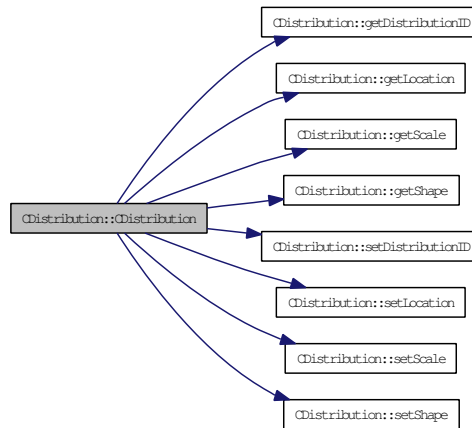 CDistribution::getDistributionID
CDistribution::getLocation
CDistribution::getScale
CDistribution::getShape
CDistribution::CDistribution
CDistribution::setDistributionID
CDistribution::setLocation
CDistribution::setScale
CDistribution::setShape